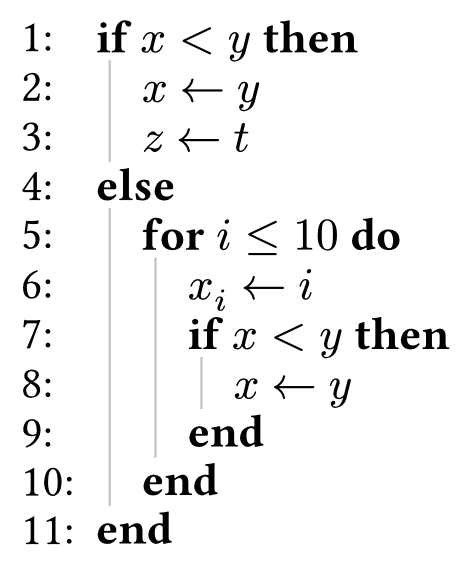 1: if x < y then
2: x ← y
3: z ← t
4: else
5: for i ≤ 10 do
6: xᵢ ← i
7: if x < y then
8: x ← y
9: end
10: end
11: end